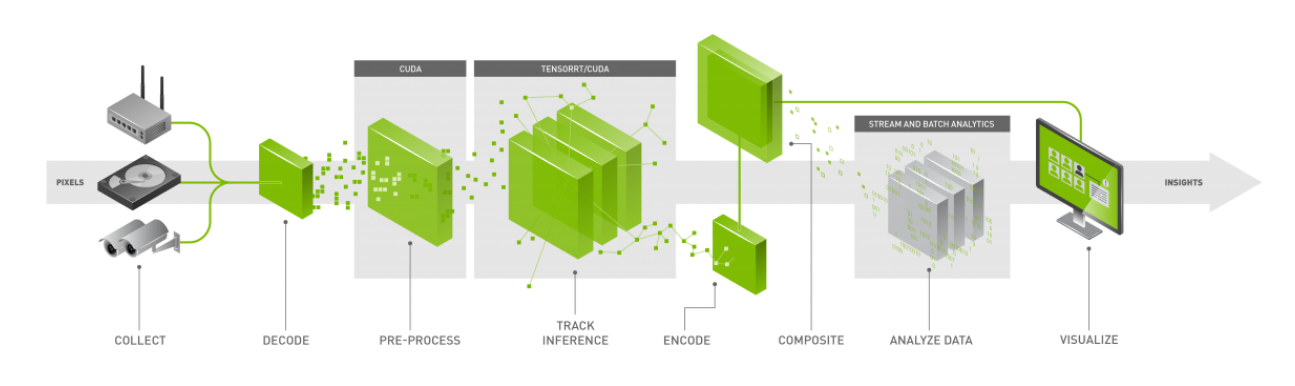 CUDA
TENSORRT/CUDA
STREAM AND BATCH ANALYTICS
PIXELS
INSIGHTS
COLLECT
DECODE
PRE-PROCESS
TRACK
INFERENCE
ENCODE
COMPOSITE
ANALYZE DATA
VISUALIZE